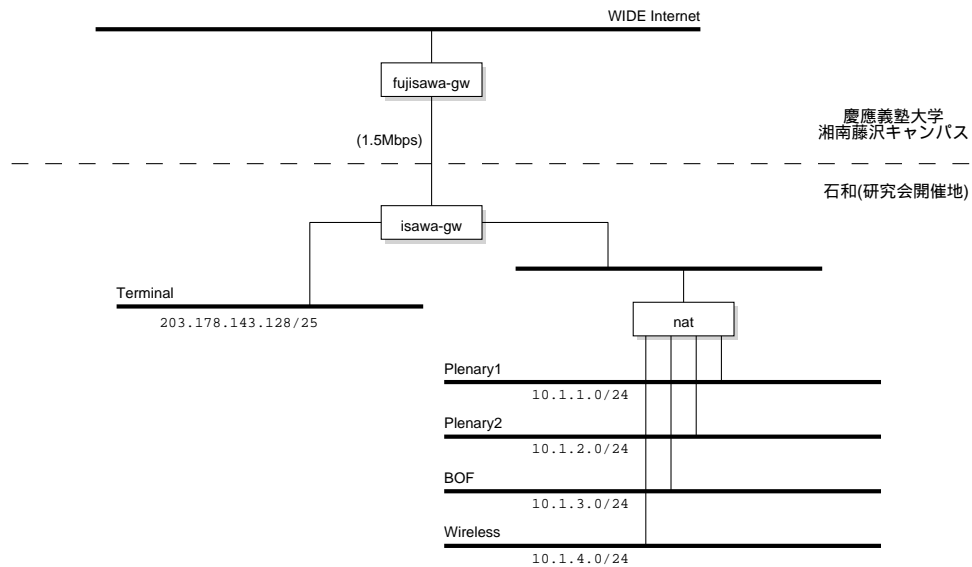 WIDE Internet
fujisawa-gw
(1.5Mbps)
慶應義塾大学
湘南藤沢キャンパス
石和(研究会開催地)
isawa-gw
Terminal
203.178.143.128/25
nat
Plenary1
10.1.1.0/24
Plenary2
10.1.2.0/24
BOF
10.1.3.0/24
Wireless
10.1.4.0/24